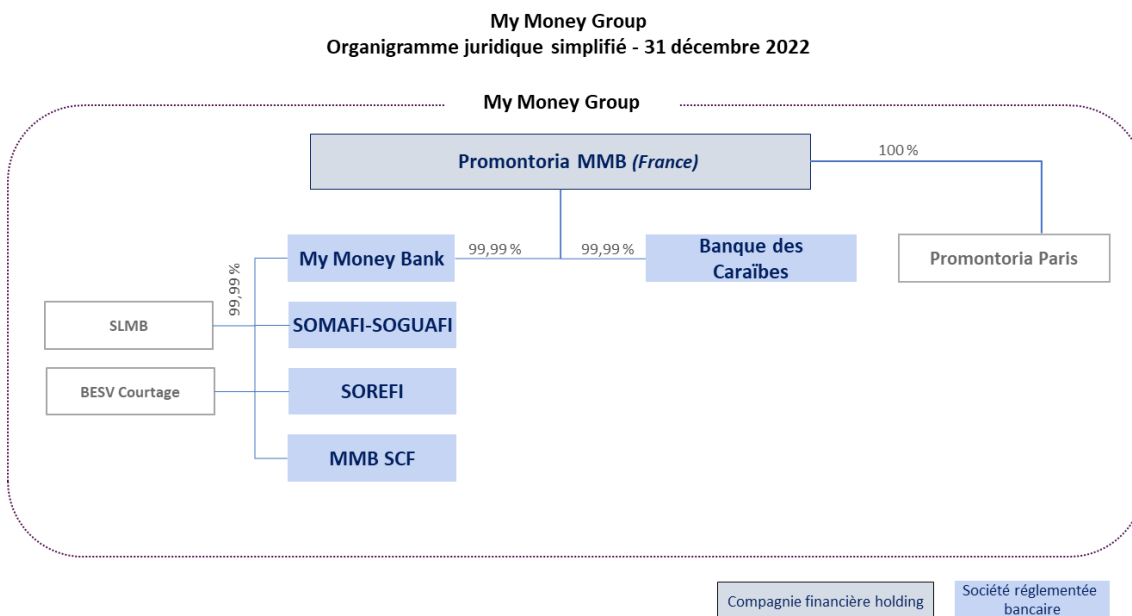 My Money Group
Organigramme juridique simplifié - 31 décembre 2022
My Money Group
Promontoria MMB (France)
100 %
My Money Bank
99,99 %
99,99 %
Banque des
Caraïbes
Promontoria Paris
99,99 %
SLMB
SOMAFI-SOGUAFI
BESV Courtage
SOREFI
MMB SCF
Compagnie financière holding
Société réglementée
bancaire